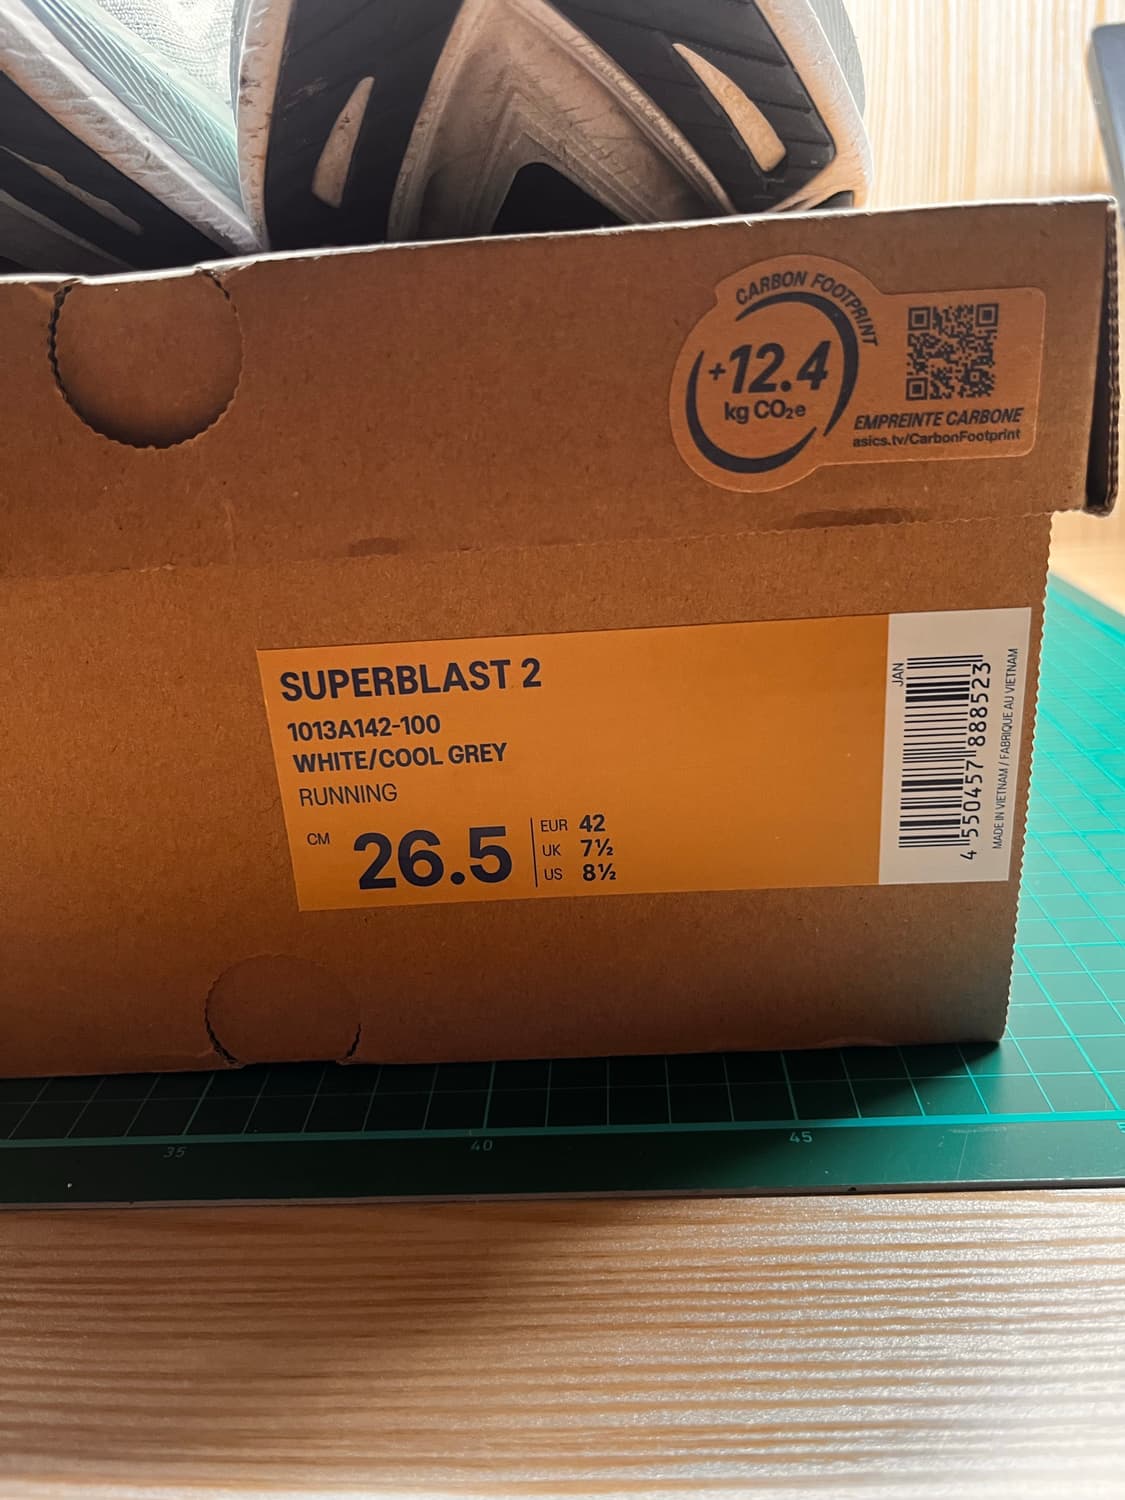 CARBON FOOTPRINT
+12.4
kg CO₂e
EMPREINTE CARBONE
asics.tv/CarbonFootprint
SUPERBLAST 2
1013A142-100
WHITE/COOL GREY
RUNNING
CM 26.5
EUR 42
UK 7½
US 8½
JAN
4 550457 888523
MADE IN VIETNAM / FABRIQUE AU VIETNAM
35 40 45